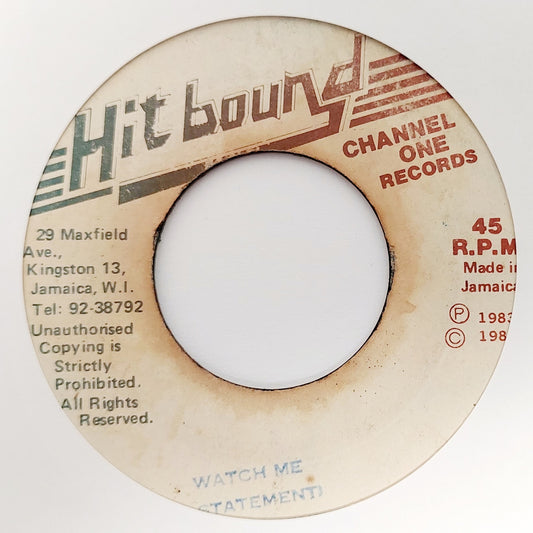 Hit bound
CHANNEL
ONE
RECORDS
29 Maxfield
Ave.,
Kingston 13,
Jamaica, W.I.
Tel: 92-38792
Unauthorised
Copying is
Strictly
Prohibited.
All Rights
Reserved.
45
R.P.M
Made in
Jamaica
Ⓟ 1983
© 198
WATCH ME
STATEMENT)